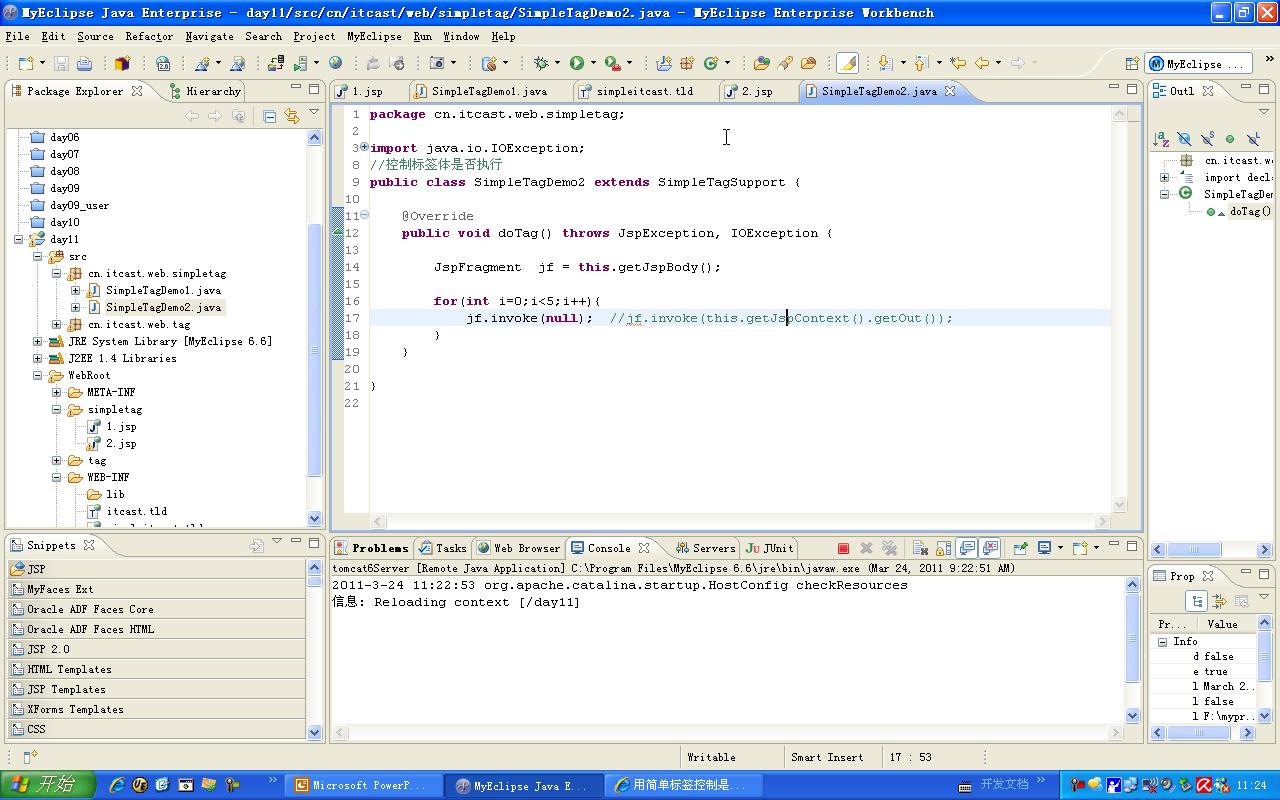 MyEclipse Java Enterprise - day11/src/cn/itcast/web/simpletag/SimpleTagDemo2.java - MyEclipse Enterprise Workbench
File Edit Source Refactor Navigate Search Project MyEclipse Run Window Help
MyEclipse ...
Package Explorer
Hierarchy
day06
day07
day08
day09
day09_user
day10
day11
src
cn.itcast.web.simpletag
SimpleTagDemo1.java
SimpleTagDemo2.java
cn.itcast.web.tag
JRE System Library [MyEclipse 6.6]
J2EE 1.4 Libraries
WebRoot
META-INF
simpletag
1.jsp
2.jsp
tag
WEB-INF
lib
itcast.tld
1.jsp SimpleTagDemo1.java simpleitcast.tld 2.jsp SimpleTagDemo2.java
1 package cn.itcast.web.simpletag;
2
3 import java.io.IOException;
8 //控制标签体是否执行
9 public class SimpleTagDemo2 extends SimpleTagSupport {
10
11 @Override
12 public void doTag() throws JspException, IOException {
13
14 JspFragment jf = this.getJspBody();
15
16 for(int i=0;i<5;i++){
17 jf.invoke(null); //jf.invoke(this.getJspContext().getOut());
18 }
19 }
20
21 }
22
Outl
cn.itcast.we
import decl
SimpleTagDem
doTag()
Snippets
JSP
MyFaces Ext
Oracle ADF Faces Core
Oracle ADF Faces HTML
JSP 2.0
HTML Templates
JSP Templates
XForms Templates
CSS
Problems Tasks Web Browser Console Servers JUnit
tomcat6Server [Remote Java Application] C:\Program Files\MyEclipse 6.6\jre\bin\javaw.exe (Mar 24, 2011 9:22:51 AM)
2011-3-24 11:22:53 org.apache.catalina.startup.HostConfig checkResources
信息: Reloading context [/day11]
Prop
Pr... Value
Info
d false
e true
l March 2..
l false
l F:\mypr..
Writable Smart Insert 17 : 53
开始 Microsoft PowerP... MyEclipse Java E... 用简单标签控制是... 开发文档 11:24